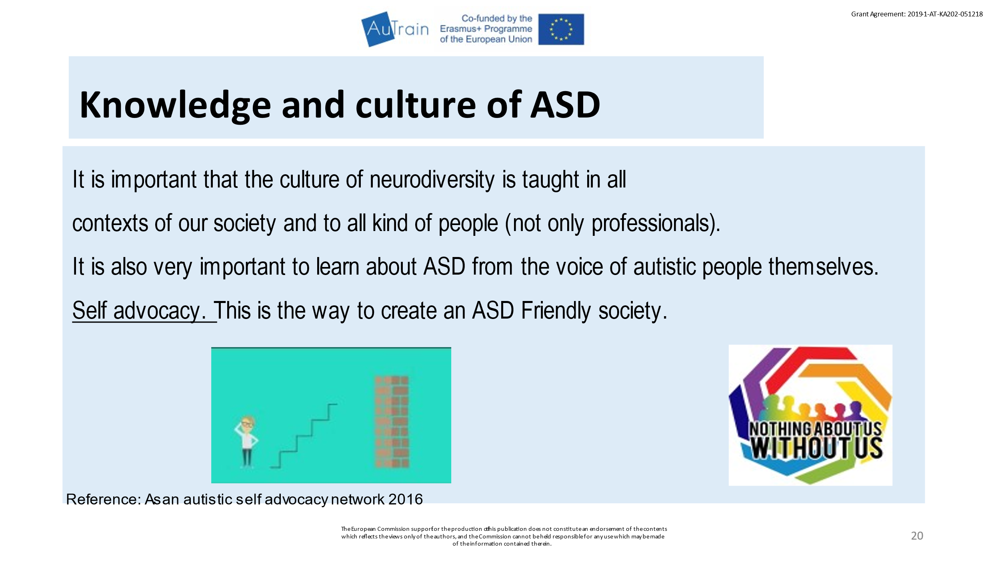 AuTrain
Co-funded by the
Erasmus+ Programme
of the European Union
Grant Agreement: 2019-1-AT-KA202-051218
Knowledge and culture of ASD
It is important that the culture of neurodiversity is taught in all
contexts of our society and to all kind of people (not only professionals).
It is also very important to learn about ASD from the voice of autistic people themselves.
Self advocacy. This is the way to create an ASD Friendly society.
NOTHING ABOUT US
WITHOUT US
Reference: Asan autistic self advocacy network 2016
The European Commission support for the production of this publication does not constitute an endorsement of the contents
which reflects the views only of the authors, and the Commission cannot be held responsible for any use which may be made
of the information contained therein.
20